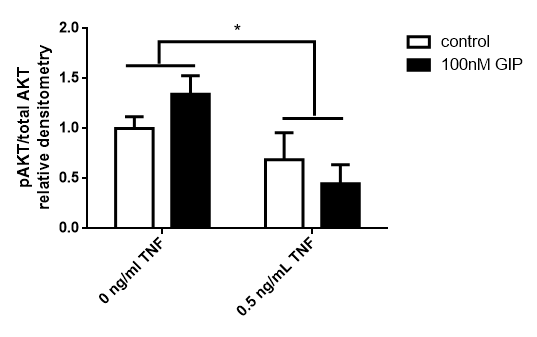 *
control
100nM GIP
pAKT/total AKT
relative densitometry
2.0
1.5
1.0
0.5
0.0
0 ng/ml TNF
0.5 ng/mL TNF